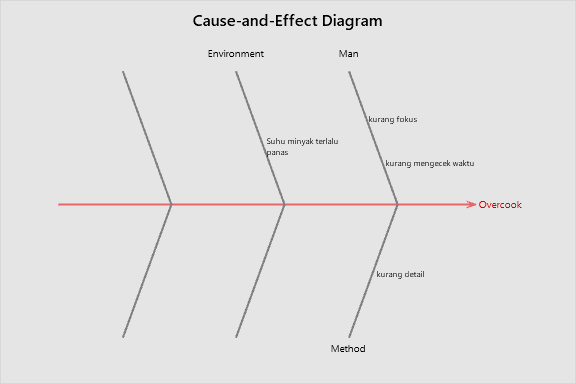 Cause-and-Effect Diagram
Environment
Man
kurang fokus
Suhu minyak terlalu
panas
kurang mengecek waktu
Overcook
kurang detail
Method